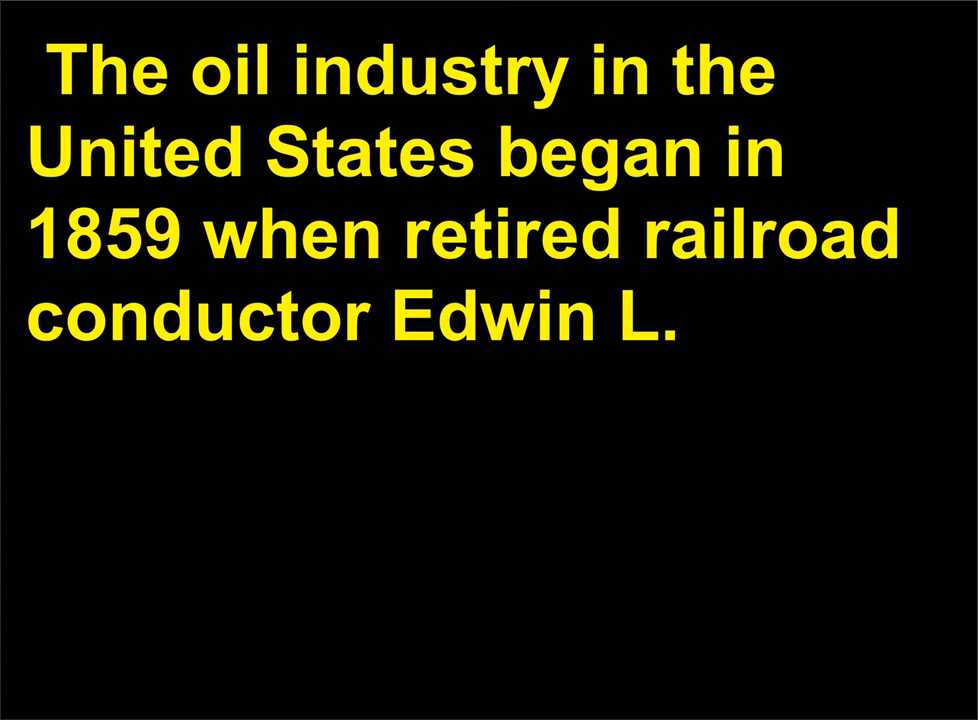 The oil industry in the
United States began in
1859 when retired railroad
conductor Edwin L.